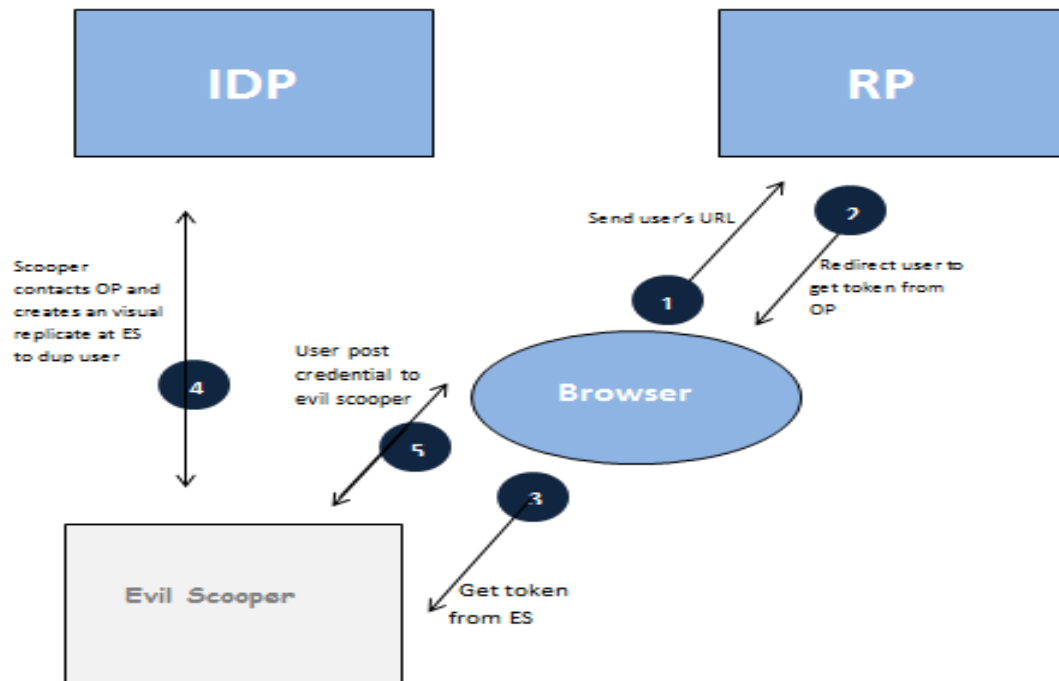 IDP
RP
Send user's URL
2
Redirect user to
get token from
OP
1
Scooper
contacts OP and
creates an visual
replicate at ES
to dup user
4
User post
credential to
evil scooper
5
Browser
3
Get token
from ES
Evil Scooper